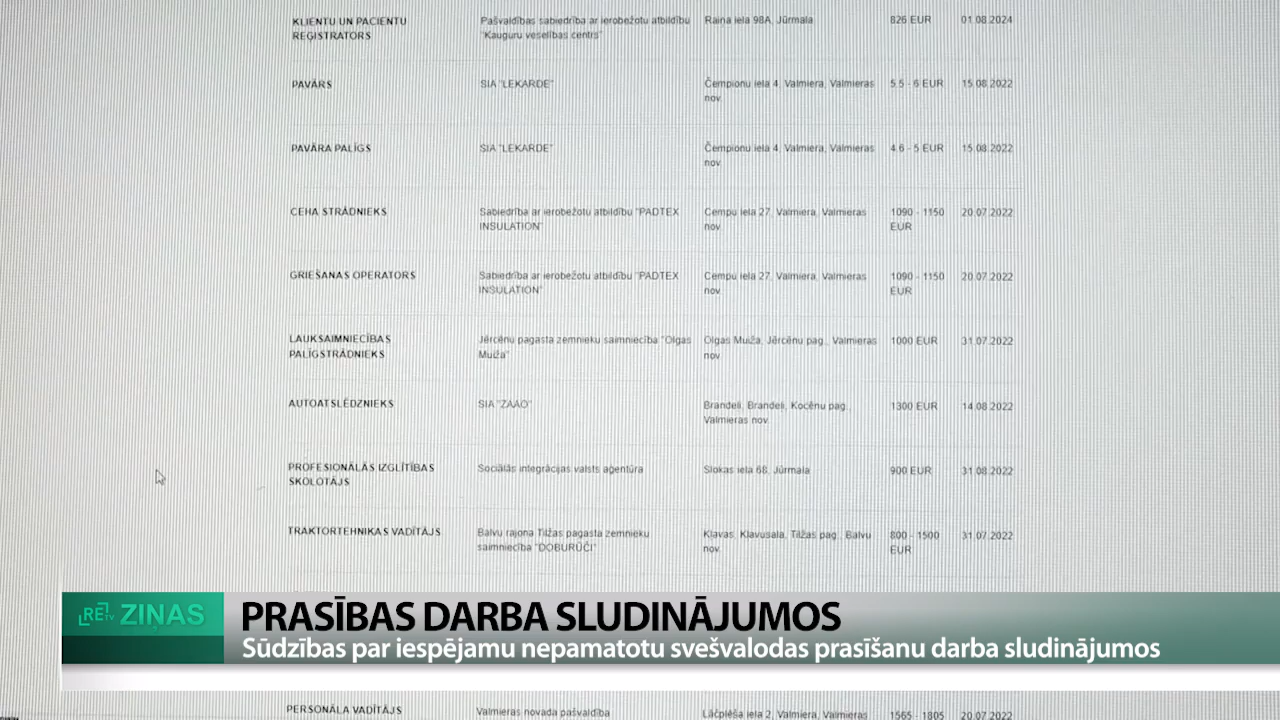 KLIENTU UN PACIENTU
REĢISTRATORS
Pašvaldības sabiedrība ar ierobežotu atbildību
"Kauguru veselības centrs"
Raiņa iela 98A, Jūrmala
826 EUR
01.08.2024
PAVĀRS
SIA "LEKARDE"
Čempionu iela 4, Valmiera, Valmieras
nov.
5.5 - 6 EUR
15.08.2022
PAVĀRA PALĪGS
SIA "LEKARDE"
Čempionu iela 4, Valmiera, Valmieras
nov.
4.6 - 5 EUR
15.08.2022
CEHA STRĀDNIEKS
Sabiedrība ar ierobežotu atbildību "PADTEX
INSULATION"
Cempu iela 27, Valmiera, Valmieras
nov.
1090 - 1150
EUR
20.07.2022
GRIEŠANAS OPERATORS
Sabiedrība ar ierobežotu atbildību "PADTEX
INSULATION"
Cempu iela 27, Valmiera, Valmieras
nov.
1090 - 1150
EUR
20.07.2022
LAUKSAIMNIECĪBAS
PALĪGSTRĀDNIEKS
Jērcēnu pagasta zemnieku saimniecība "Olgas
Muiža"
Olgas Muiža, Jērcēnu pag., Valmieras
nov.
1000 EUR
31.07.2022
AUTOATSLĒDZNIEKS
SIA "ZAAO"
Brandeļi, Brandeļi, Kocēnu pag.,
Valmieras nov.
1300 EUR
14.08.2022
PROFESIONĀLĀS IZGLĪTĪBAS
SKOLOTĀJS
Sociālās integrācijas valsts aģentūra
Slokas iela 68, Jūrmala
900 EUR
31.08.2022
TRAKTORTEHNIKAS VADĪTĀJS
Balvu rajona Tilžas pagasta zemnieku
saimniecība "DOBURŪČI"
Kļavas, Kļavusala, Tilžas pag., Balvu
nov.
800 - 1500
EUR
31.07.2022
RE TV ZIŅAS
PRASĪBAS DARBA SLUDINĀJUMOS
Sūdzības par iespējamu nepamatotu svešvalodas prasīšanu darba sludinājumos
PERSONĀLA VADĪTĀJS
Valmieras novada pašvaldība
Lāčplēša iela 2, Valmiera, Valmieras
1565 - 1805
20.07.2022